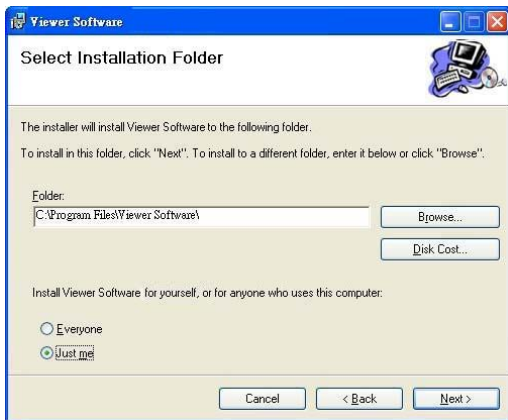 Viewer Software
Select Installation Folder
The installer will install Viewer Software to the following folder.
To install in this folder, click "Next". To install to a different folder, enter it below or click "Browse".
Folder:
C:\Program Files\Viewer Software\
Browse...
Disk Cost...
Install Viewer Software for yourself, or for anyone who uses this computer:
Everyone
Just me
Cancel
< Back
Next >